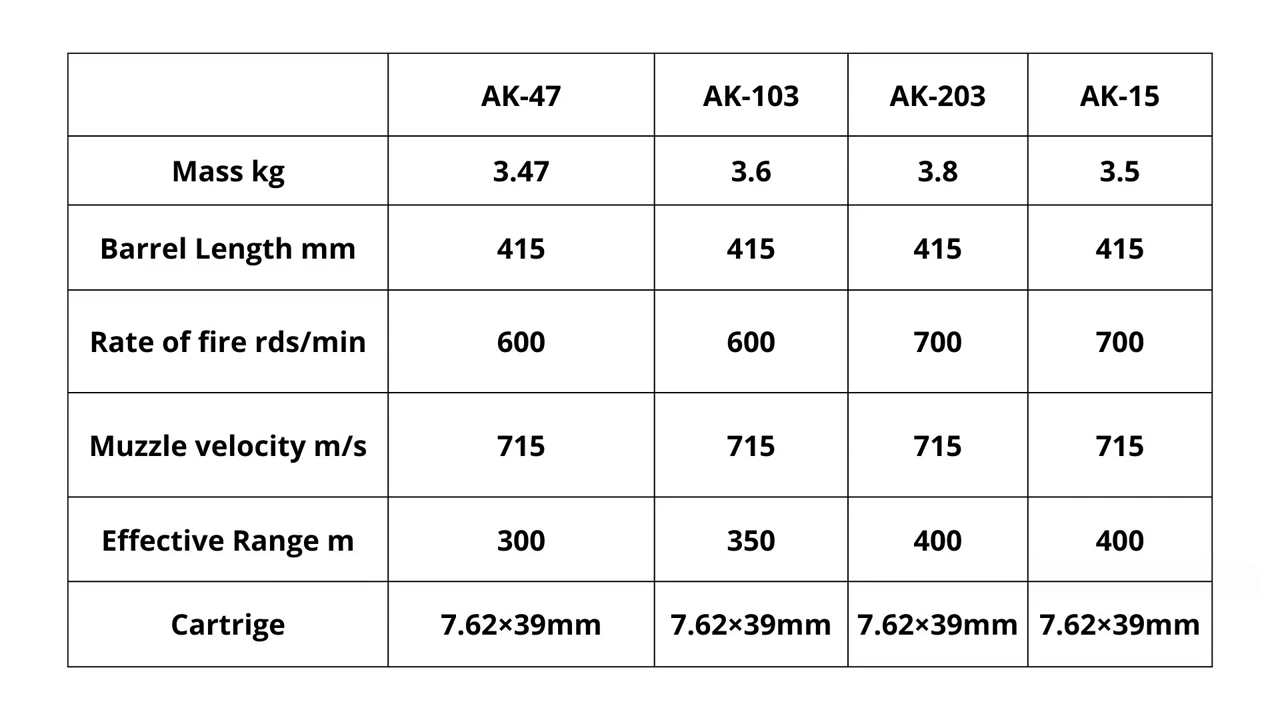 AK-47 AK-103 AK-203 AK-15
Mass kg 3.47 3.6 3.8 3.5
Barrel Length mm 415 415 415 415
Rate of fire rds/min 600 600 700 700
Muzzle velocity m/s 715 715 715 715
Effective Range m 300 350 400 400
Cartrige 7.62×39mm 7.62×39mm 7.62×39mm 7.62×39mm